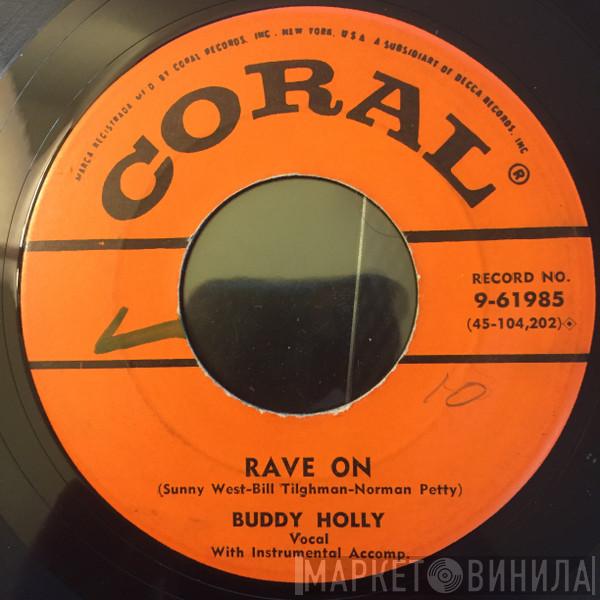 MARCA REGISTRADA MF'D. BY CORAL RECORDS, INC., NEW YORK, U S A A SUBSIDIARY OF DECCA RECORDS, INC
CORAL®
RECORD NO.
9-61985
(45-104,202)
10
RAVE ON
(Sunny West-Bill Tilghman-Norman Petty)
BUDDY HOLLY
Vocal
With Instrumental Accomp.
МАРКЕТ ВИНИЛА